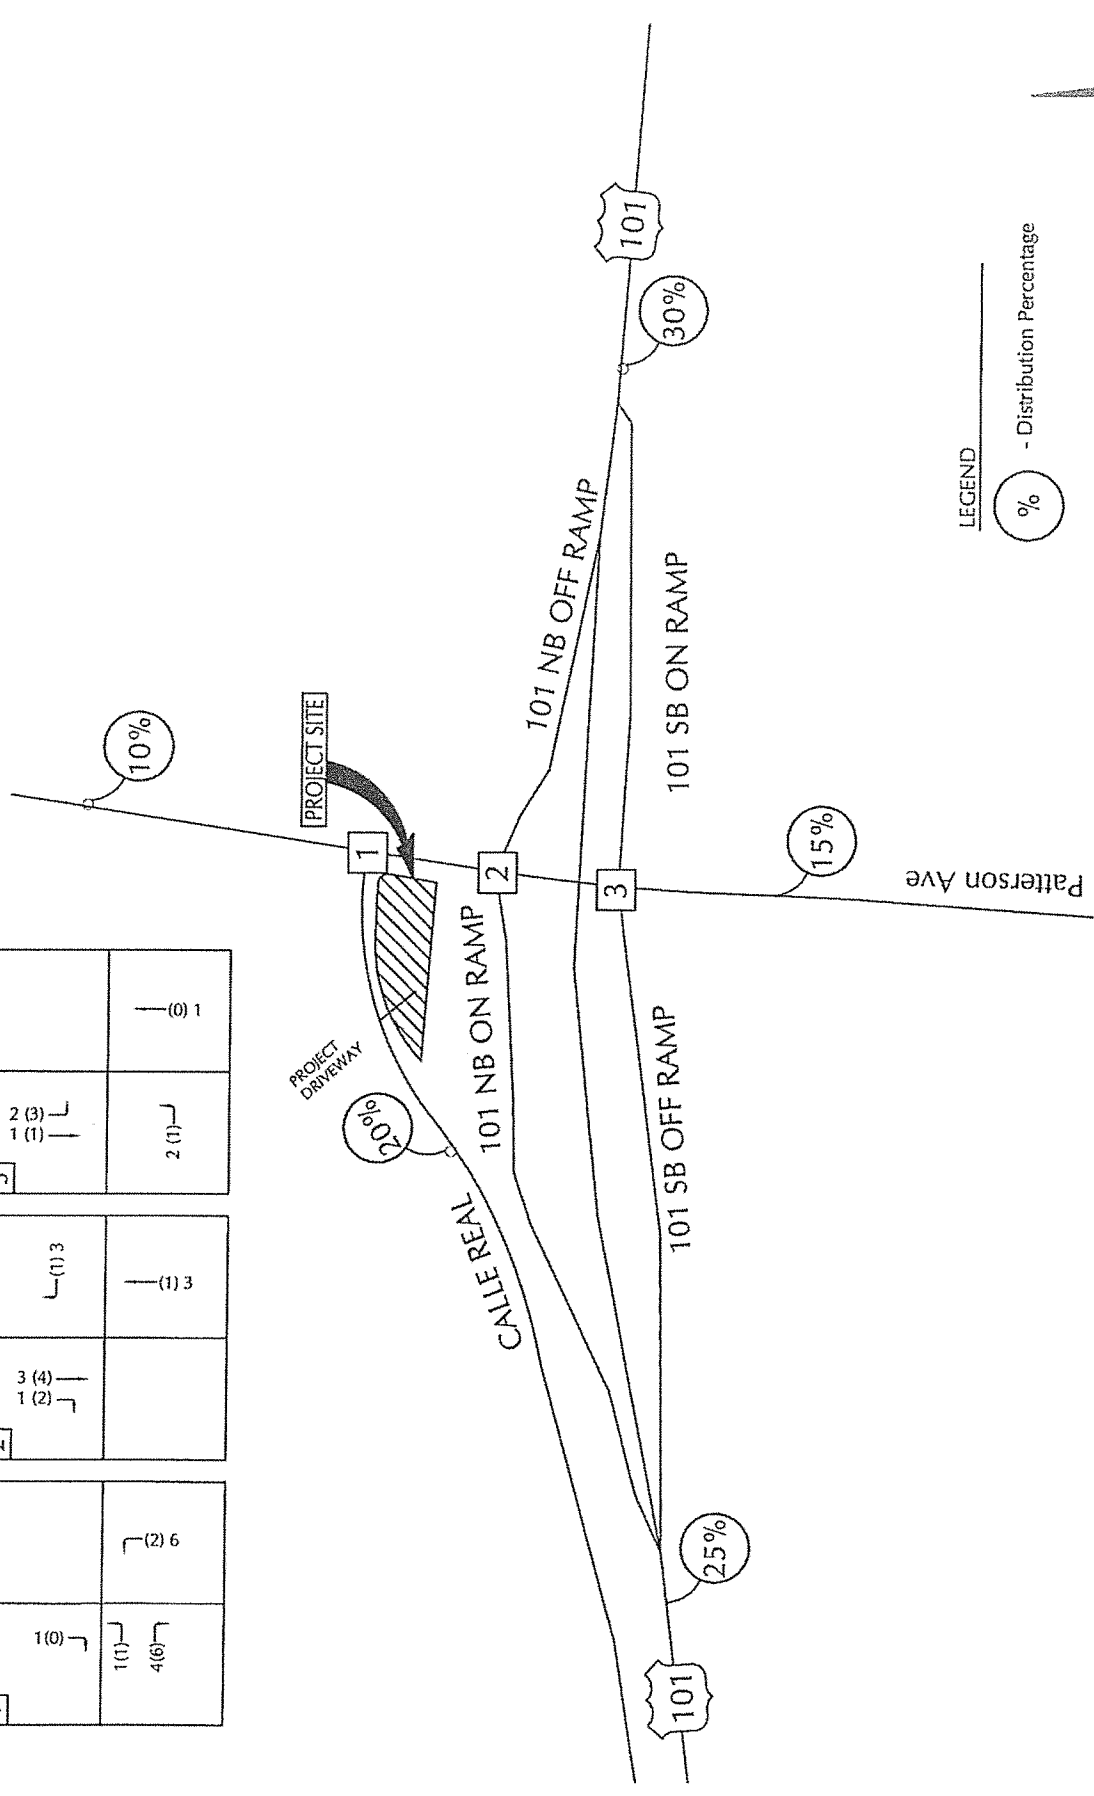 2 (3)
1 (1)
2 (1)
(0) 1
3 (4)
1 (2)
(1) 3
(1) 3
1(0)
1(1)
4(6)
(2) 6
10%
PROJECT SITE
1
2
3
PROJECT
DRIVEWAY
20%
CALLE REAL
101 NB ON RAMP
101 NB OFF RAMP
101 SB OFF RAMP
101 SB ON RAMP
101
30%
15%
Patterson Ave
25%
101
LEGEND
% - Distribution Percentage